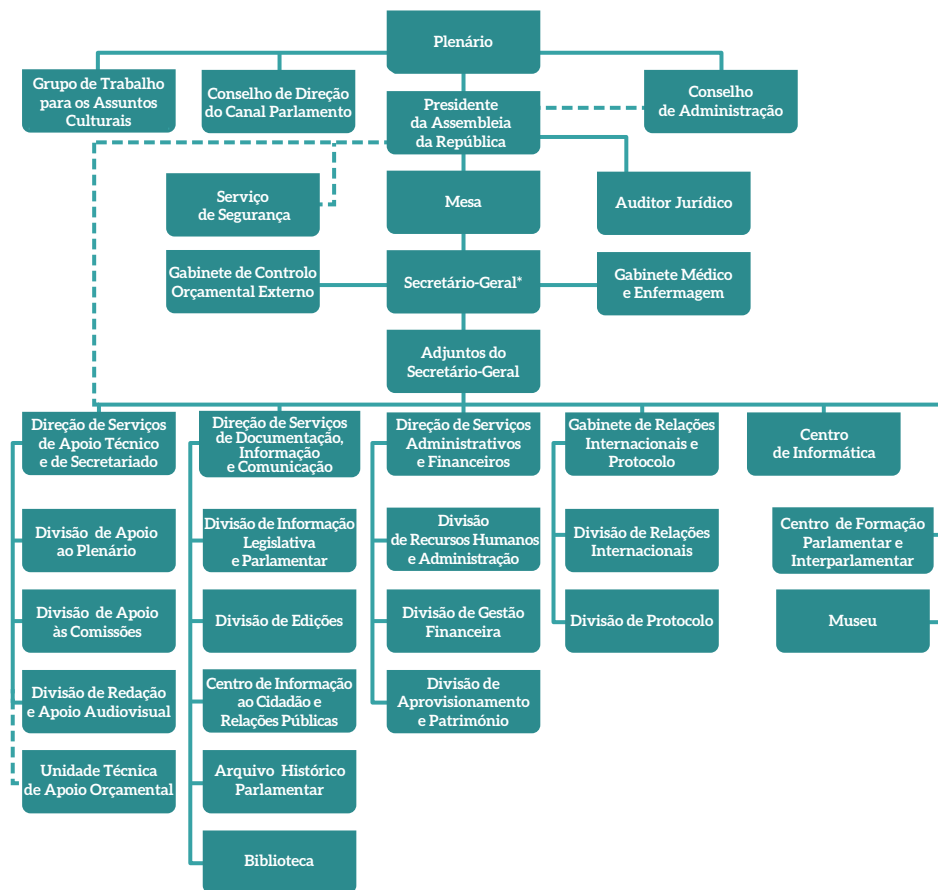 Plenário
Grupo de Trabalho
para os Assuntos
Culturais
Conselho de Direção
do Canal Parlamento
Presidente
da Assembleia
da República
Conselho
de Administração
Serviço
de Segurança
Mesa
Auditor Jurídico
Gabinete de Controlo
Orçamental Externo
Secretário-Geral*
Gabinete Médico
e Enfermagem
Adjuntos do
Secretário-Geral
Direção de Serviços
de Apoio Técnico
e de Secretariado
Direção de Serviços
de Documentação,
Informação
e Comunicação
Direção de Serviços
Administrativos
e Financeiros
Gabinete de Relações
Internacionais e
Protocolo
Centro
de Informática
Divisão de Apoio
ao Plenário
Divisão de Informação
Legislativa
e Parlamentar
Divisão
de Recursos Humanos
e Administração
Divisão de Relações
Internacionais
Centro de Formação
Parlamentar e
Interparlamentar
Divisão de Apoio
às Comissões
Divisão de Edições
Divisão de Gestão
Financeira
Divisão de Protocolo
Museu
Divisão de Redação
e Apoio Audiovisual
Centro de Informação
ao Cidadão e
Relações Públicas
Divisão de
Aprovisionamento
e Património
Unidade Técnica
de Apoio Orçamental
Arquivo Histórico
Parlamentar
Biblioteca